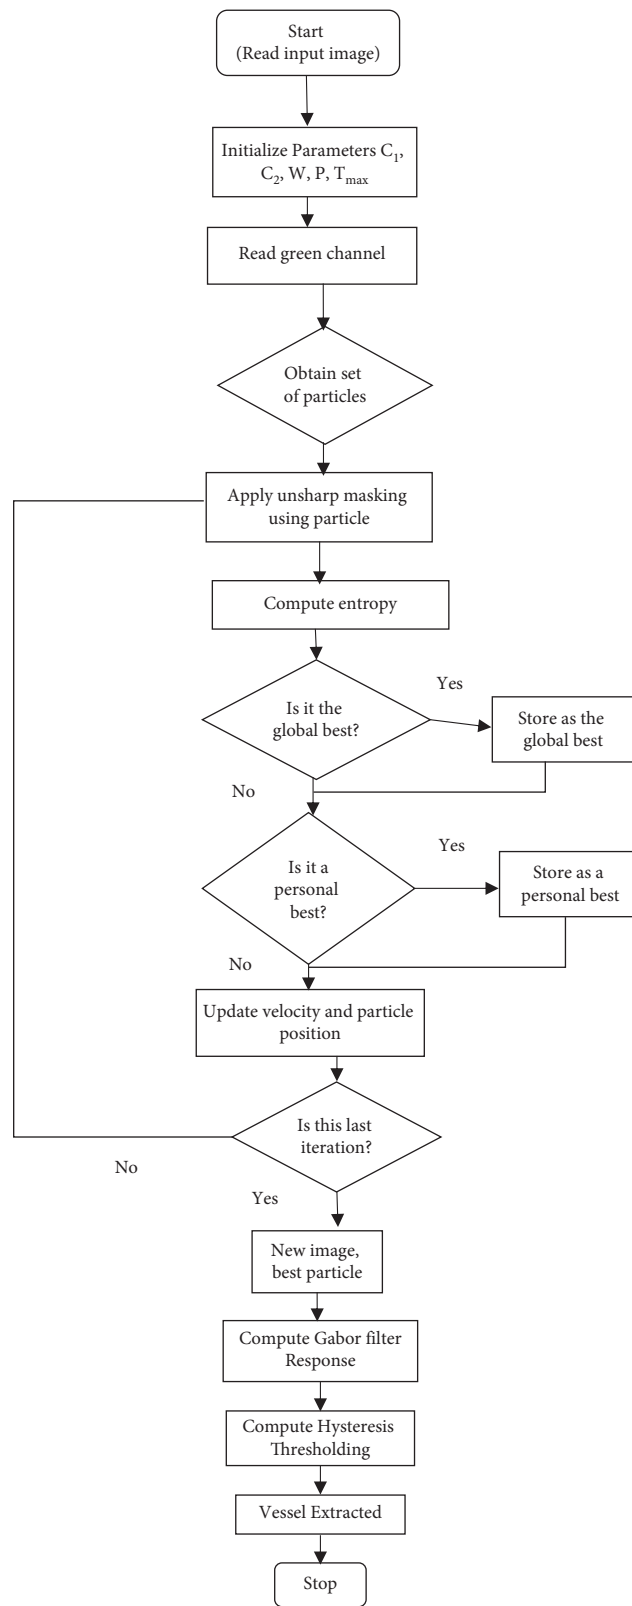 Start
(Read input image)
Initialize Parameters C₁,
C₂, W, P, Tₘₐₓ
Read green channel
Obtain set
of particles
Apply unsharp masking
using particle
Compute entropy
Is it the
global best?
Yes
Store as the
global best
No
Is it a
personal
best?
Yes
Store as a
personal best
No
Update velocity and particle
position
Is this last
iteration?
No
Yes
New image,
best particle
Compute Gabor filter
Response
Compute Hysteresis
Thresholding
Vessel Extracted
Stop